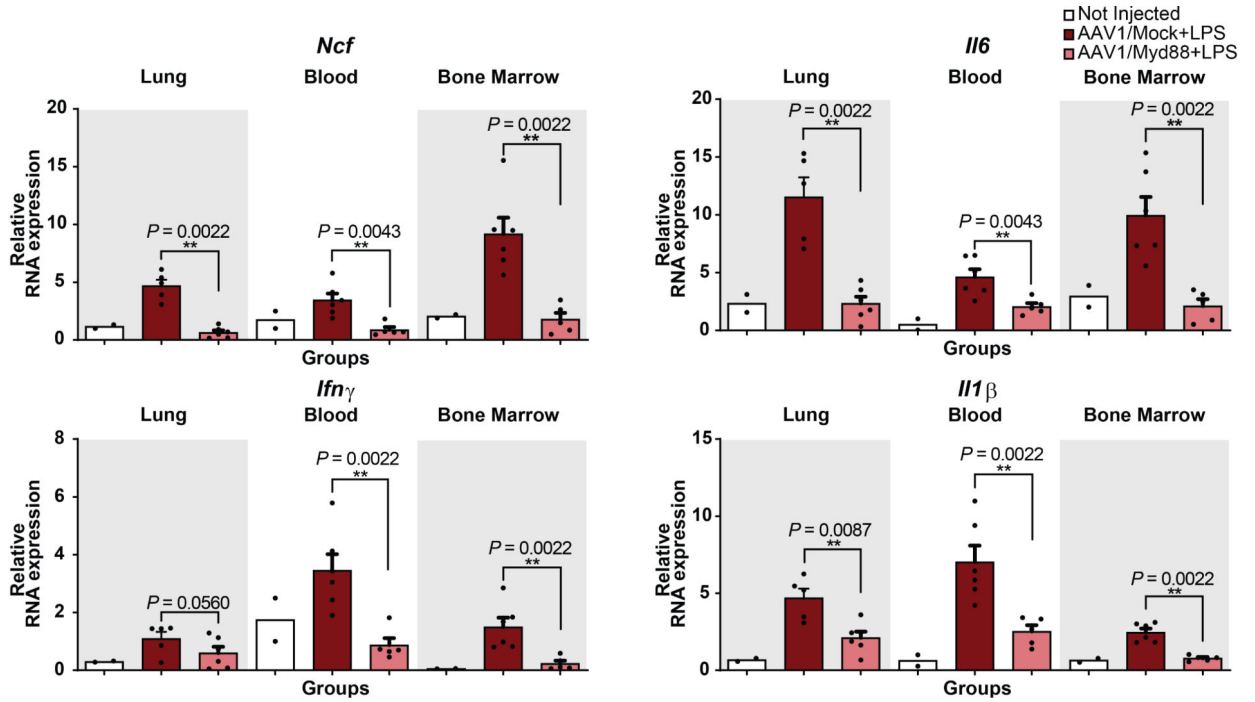 Not Injected
AAV1/Mock+LPS
AAV1/Myd88+LPS
Ncf
Lung Blood Bone Marrow
Relative
RNA expression
20
15
10
5
0
P = 0.0022
**
P = 0.0043
**
P = 0.0022
**
Groups
Il6
Lung Blood Bone Marrow
Relative
RNA expression
20
15
10
5
0
P = 0.0022
**
P = 0.0043
**
P = 0.0022
**
Groups
Ifnγ
Lung Blood Bone Marrow
Relative
RNA expression
8
6
4
2
0
P = 0.0560
P = 0.0022
**
P = 0.0022
**
Groups
Il1β
Lung Blood Bone Marrow
Relative
RNA expression
15
10
5
0
P = 0.0087
**
P = 0.0022
**
P = 0.0022
**
Groups